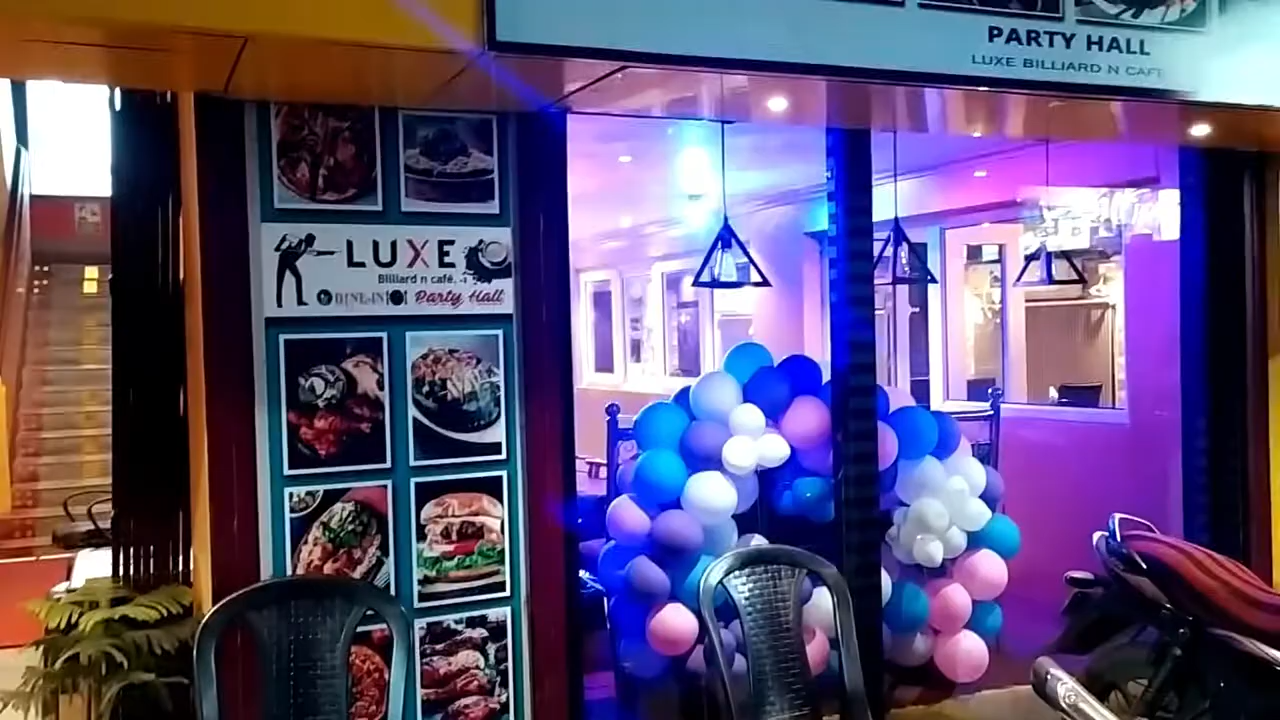 PARTY HALL
LUXE BILLIARD N CAFE
LUXE
Billiard n café.
DINE-IN Party Hall